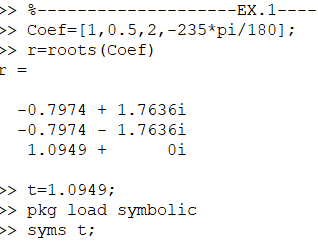 >> %--------------------EX.1----
>> Coef=[1,0.5,2,-235*pi/180];
>> r=roots(Coef)
r =
-0.7974 + 1.7636i
-0.7974 - 1.7636i
1.0949 + 0i
>> t=1.0949;
>> pkg load symbolic
>> syms t;